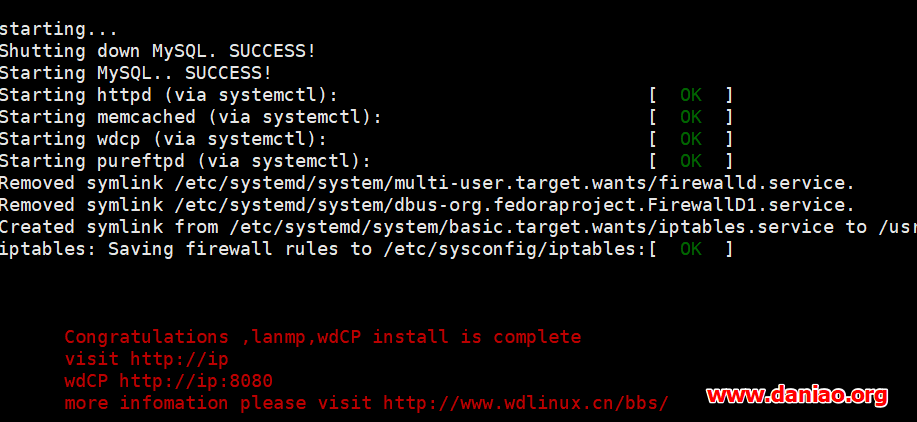 starting...
Shutting down MySQL. SUCCESS!
Starting MySQL.. SUCCESS!
Starting httpd (via systemctl): [ OK ]
Starting memcached (via systemctl): [ OK ]
Starting wdcp (via systemctl): [ OK ]
Starting pureftpd (via systemctl): [ OK ]
Removed symlink /etc/systemd/system/multi-user.target.wants/firewalld.service.
Removed symlink /etc/systemd/system/dbus-org.fedoraproject.FirewallD1.service.
Created symlink from /etc/systemd/system/basic.target.wants/iptables.service to /usr
iptables: Saving firewall rules to /etc/sysconfig/iptables:[ OK ]
Congratulations ,lanmp,wdCP install is complete
visit http://ip
wdCP http://ip:8080
more infomation please visit http://www.wdlinux.cn/bbs/
www.daniao.org